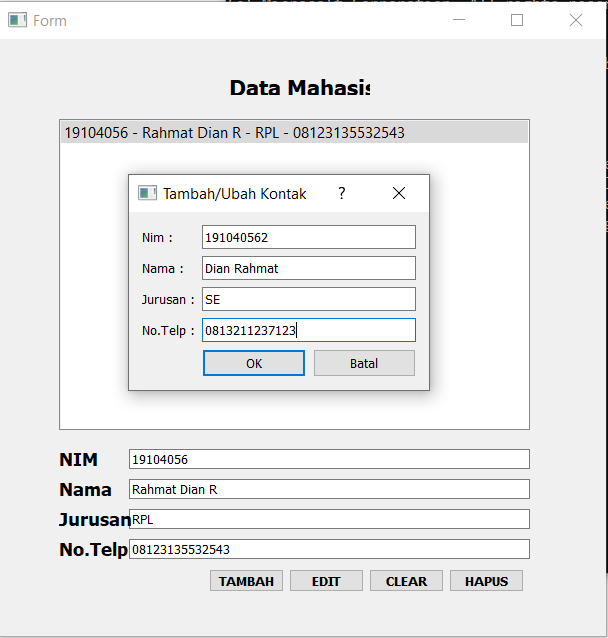 Form
Data Mahasis
19104056 - Rahmat Dian R - RPL - 08123135532543
Tambah/Ubah Kontak ?
Nim : 191040562
Nama : Dian Rahmat
Jurusan : SE
No.Telp : 0813211237123
OK Batal
NIM 19104056
Nama Rahmat Dian R
Jurusan RPL
No.Telp 08123135532543
TAMBAH EDIT CLEAR HAPUS